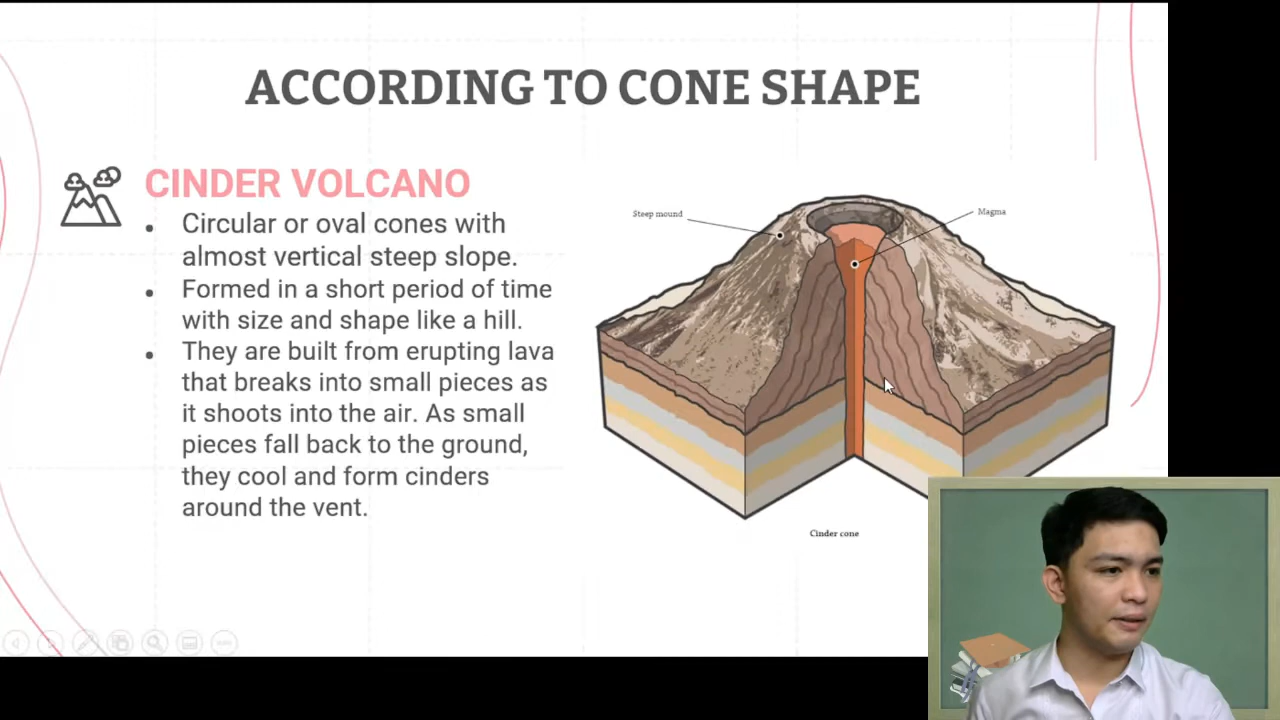 ACCORDING TO CONE SHAPE
CINDER VOLCANO
• Circular or oval cones with
almost vertical steep slope.
• Formed in a short period of time
with size and shape like a hill.
• They are built from erupting lava
that breaks into small pieces as
it shoots into the air. As small
pieces fall back to the ground,
they cool and form cinders
around the vent.
Steep mound
Magma
Cinder cone